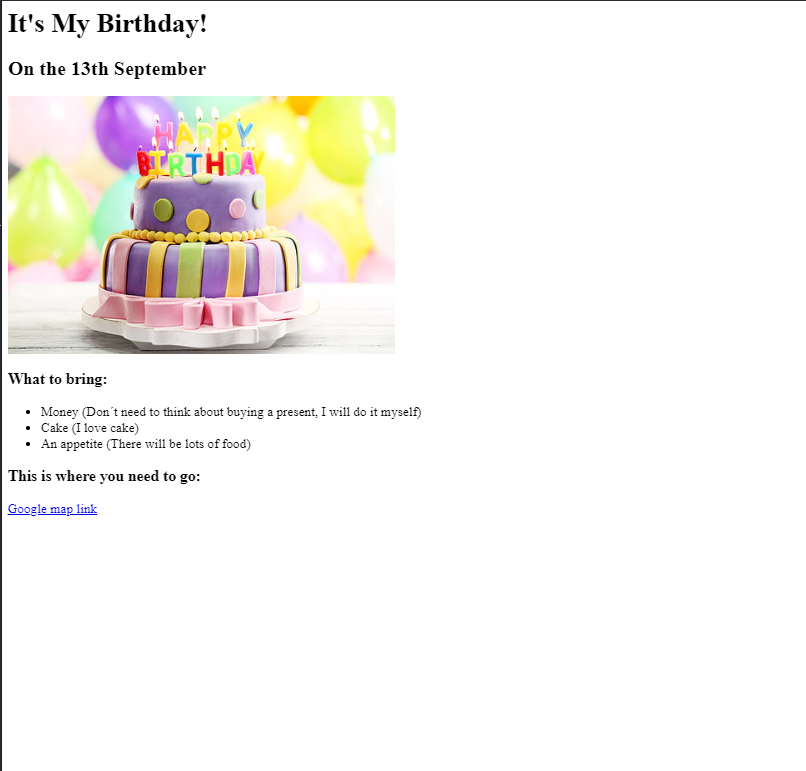 It's My Birthday!
On the 13th September
HAPPY
BIRTHDAY
What to bring:
Money (Don´t need to think about buying a present, I will do it myself)
Cake (I love cake)
An appetite (There will be lots of food)
This is where you need to go:
Google map link